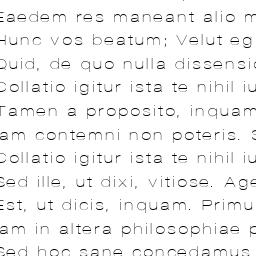 Eaedem res maneant alio m
Hunc vos beatum; Velut eg
Quid, de quo nulla dissensio
Collatio igitur ista te nihil iu
Tamen a proposito, inquam
iam contemni non poteris. S
Collatio igitur ista te nihil iu
Sed ille, ut dixi, vitiose. Age
Est, ut dicis, inquam. Primu
iam in altera philosophiae p
Sed hoc sane concedamus